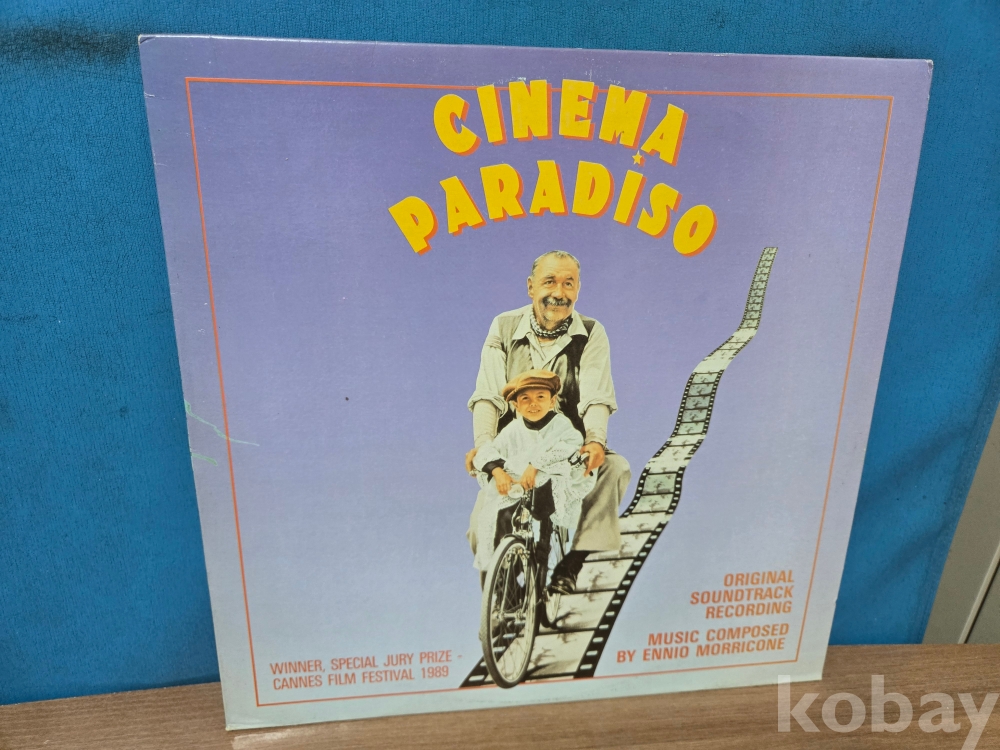 CINEMA
PARADISO
ORIGINAL
SOUNDTRACK
RECORDING
MUSIC COMPOSED
BY ENNIO MORRICONE
WINNER, SPECIAL JURY PRIZE -
CANNES FILM FESTIVAL 1989
kobay